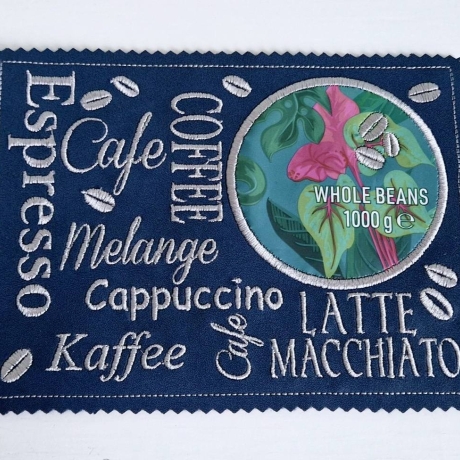 Espresso
Cafe
COFFEE
Melange
Cappuccino
Kaffee
Cafe
LATTE
MACCHIATO
WHOLE BEANS
1000 g ℮